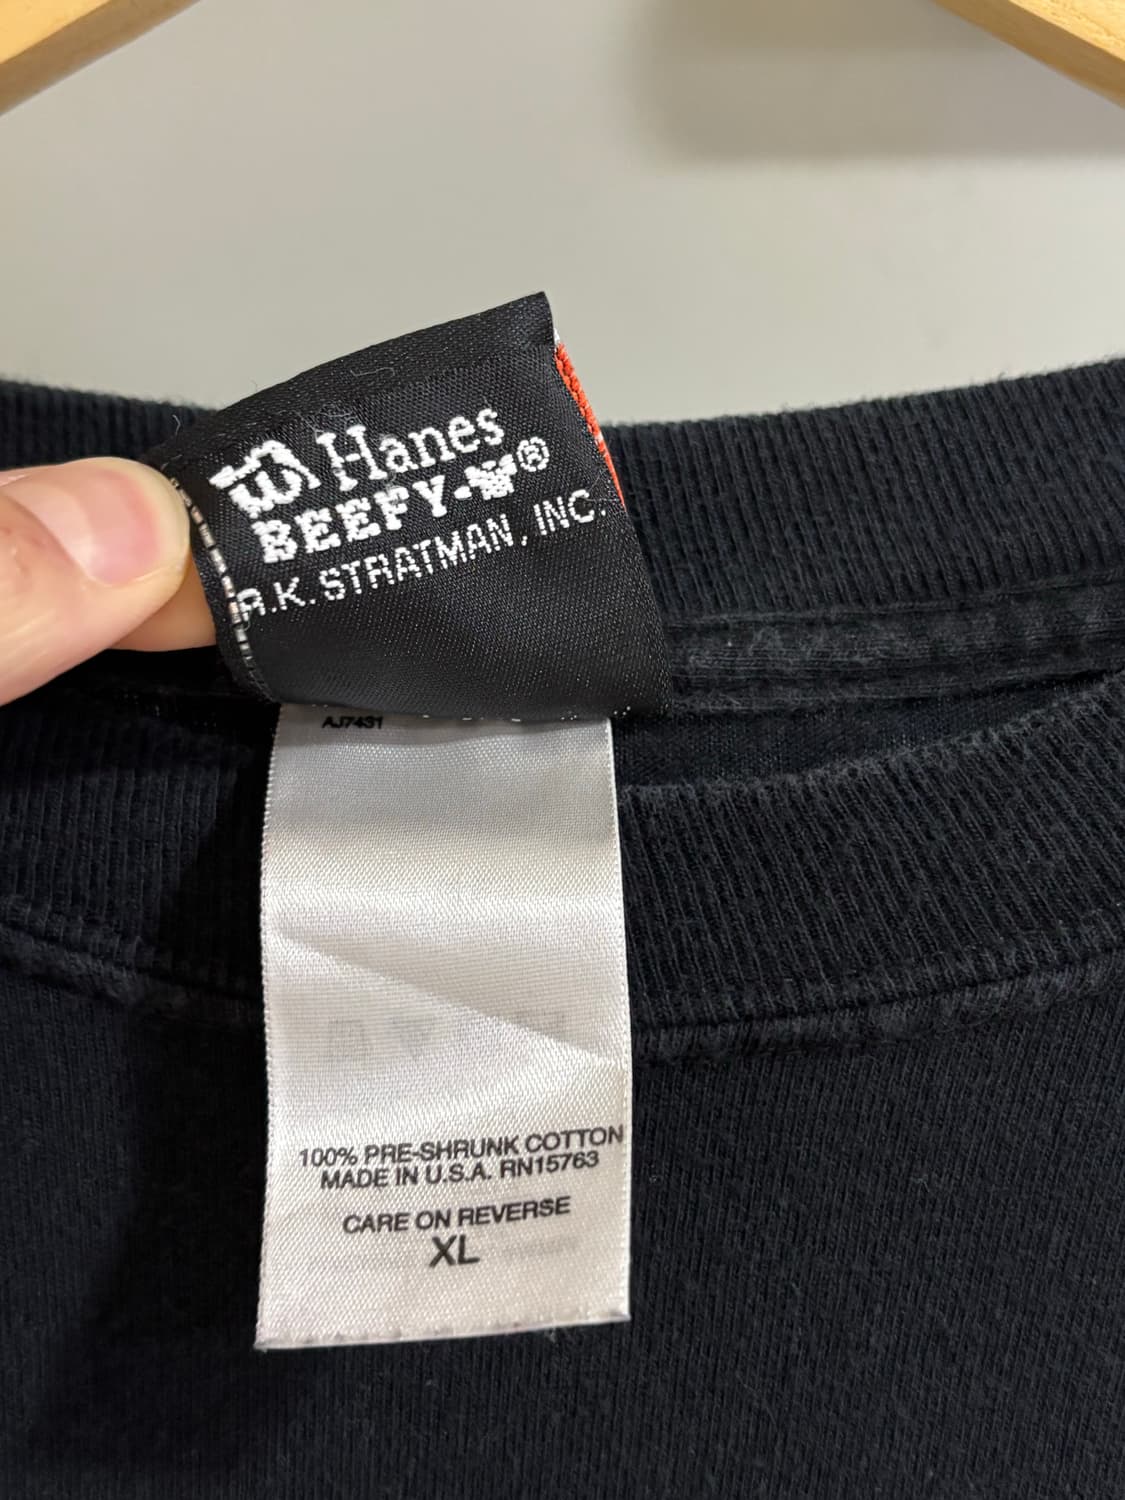 Hanes
BEEFY-T®
R.K. STRATMAN, INC.
AJ7431
100% PRE-SHRUNK COTTON
MADE IN U.S.A. RN15763
CARE ON REVERSE
XL